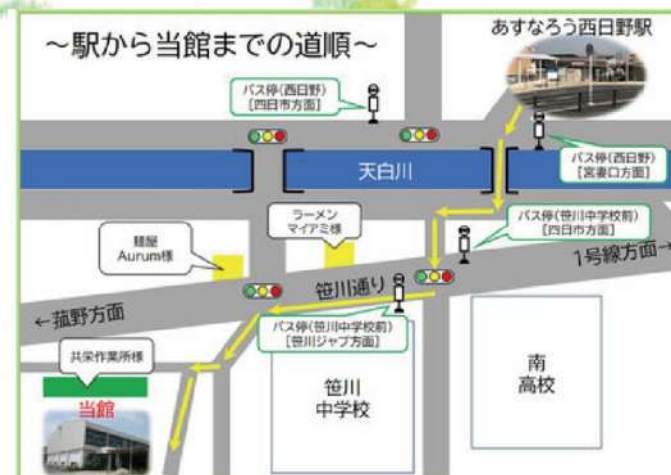 ～駅から当館までの道順～
あすなろう西日野駅
バス停(西日野)
[四日市方面]
バス停(西日野)
[宮妻口方面]
天白川
ラーメン
マイアミ様
バス停(笹川中学校前)
[四日市方面]
麺屋
Aurum様
1号線方面→
笹川通り
←菰野方面
バス停(笹川中学校前)
[笹川ジャブ方面]
共栄作業所様
当館
笹川
中学校
南
高校